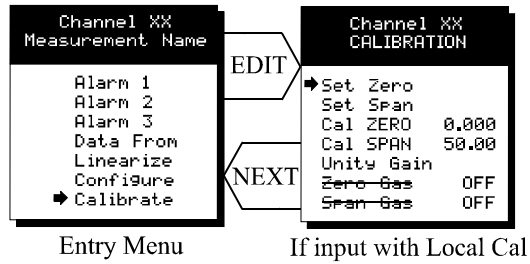 Channel XX
Measurement Name
Alarm 1
Alarm 2
Alarm 3
Data From
Linearize
Configure
Calibrate
Entry Menu
EDIT
NEXT
Channel XX
CALIBRATION
Set Zero
Set Span
Cal ZERO 0.000
Cal SPAN 50.00
Unity Gain
Zero Gas OFF
Span Gas OFF
If input with Local Cal